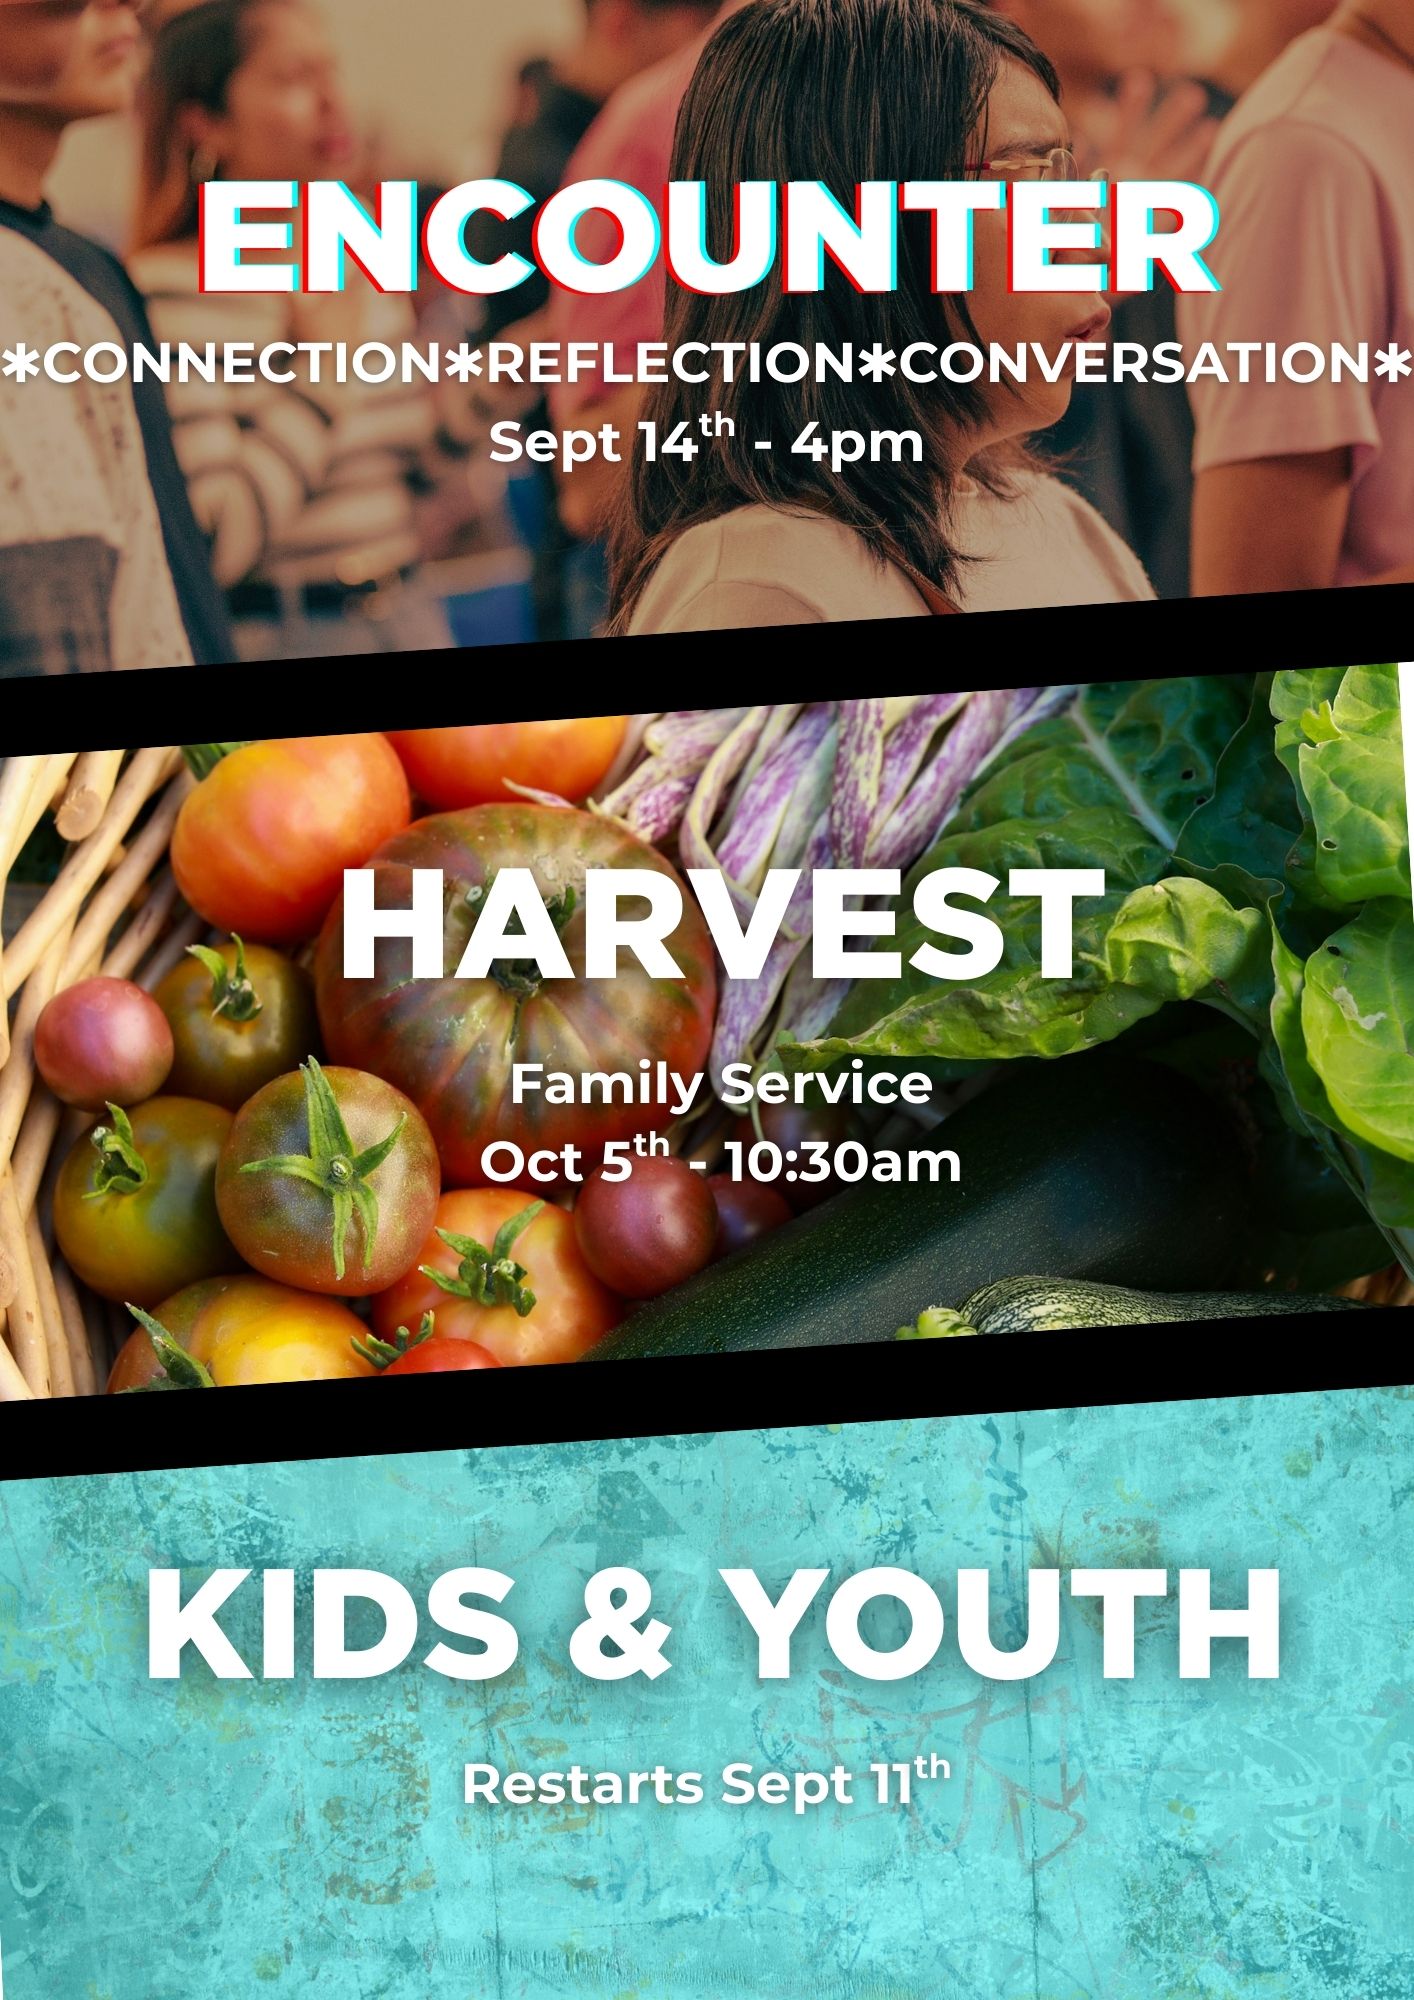 ENCOUNTER
*CONNECTION*REFLECTION*CONVERSATION*
Sept 14th - 4pm
HARVEST
Family Service
Oct 5th - 10:30am
KIDS & YOUTH
Restarts Sept 11th